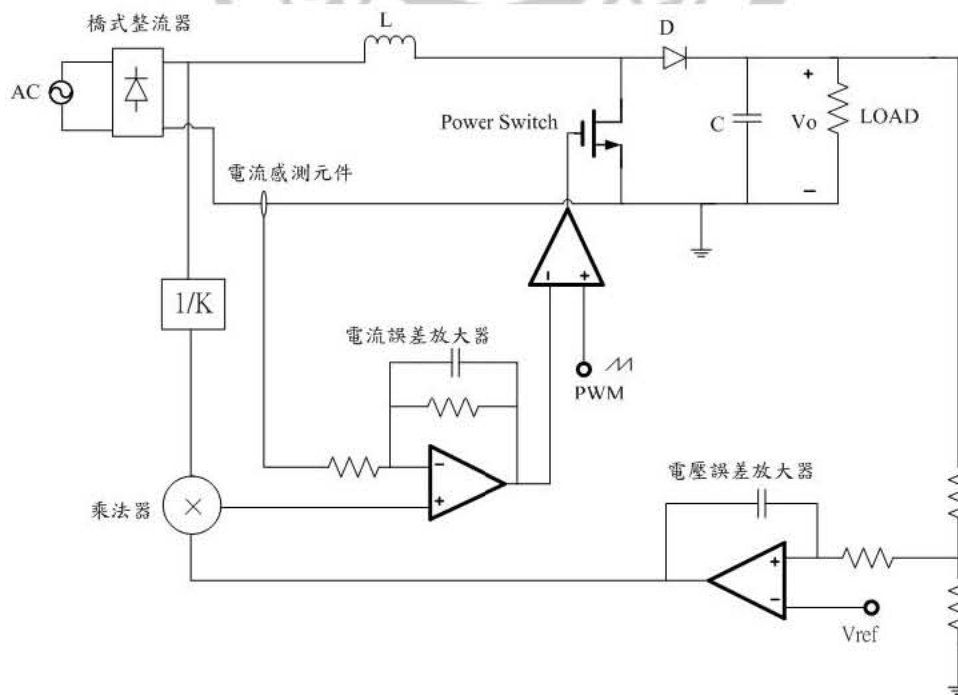 橋式整流器
L
D
AC
Power Switch
C
+
Vo
−
LOAD
電流感測元件
1/K
− +
電流誤差放大器
PWM
乘法器
×
−
+
電壓誤差放大器
+
−
Vref